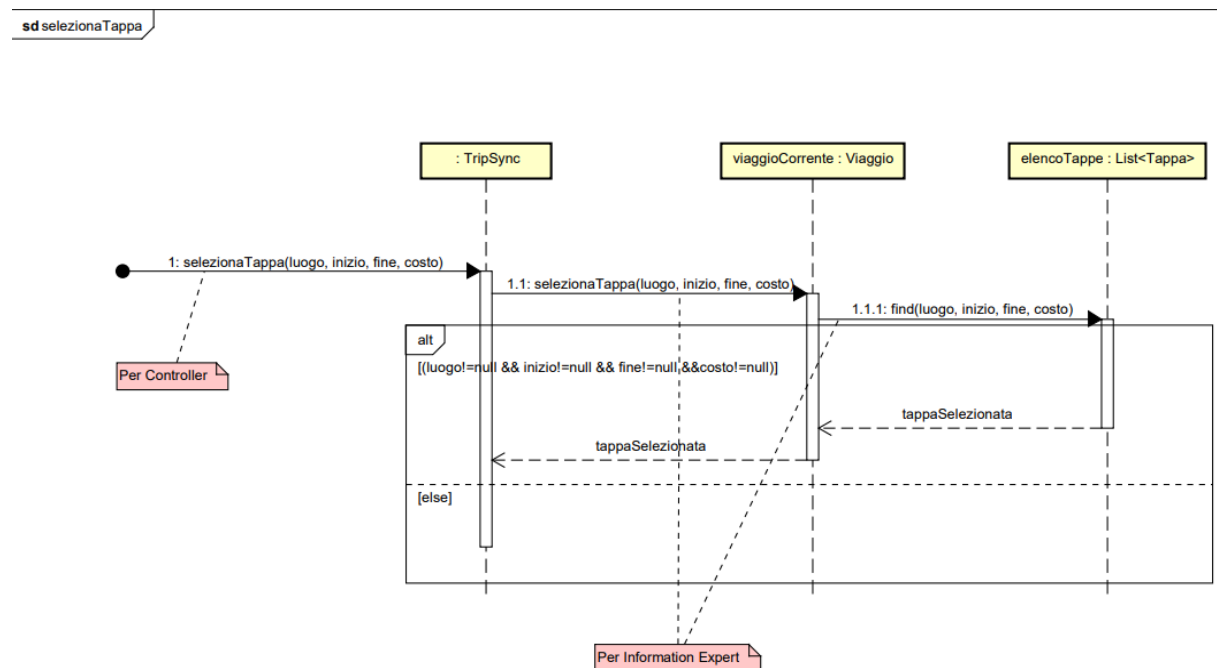 sd selezionaTappa
: TripSync
viaggioCorrente : Viaggio
elencoTappe : List<Tappa>
1: selezionaTappa(luogo, inizio, fine, costo)
1.1: selezionaTappa(luogo, inizio, fine, costo)
1.1.1: find(luogo, inizio, fine, costo)
alt
[(luogo!=null && inizio!=null && fine!=null &&costo!=null)]
Per Controller
tappaSelezionata
tappaSelezionata
[else]
Per Information Expert